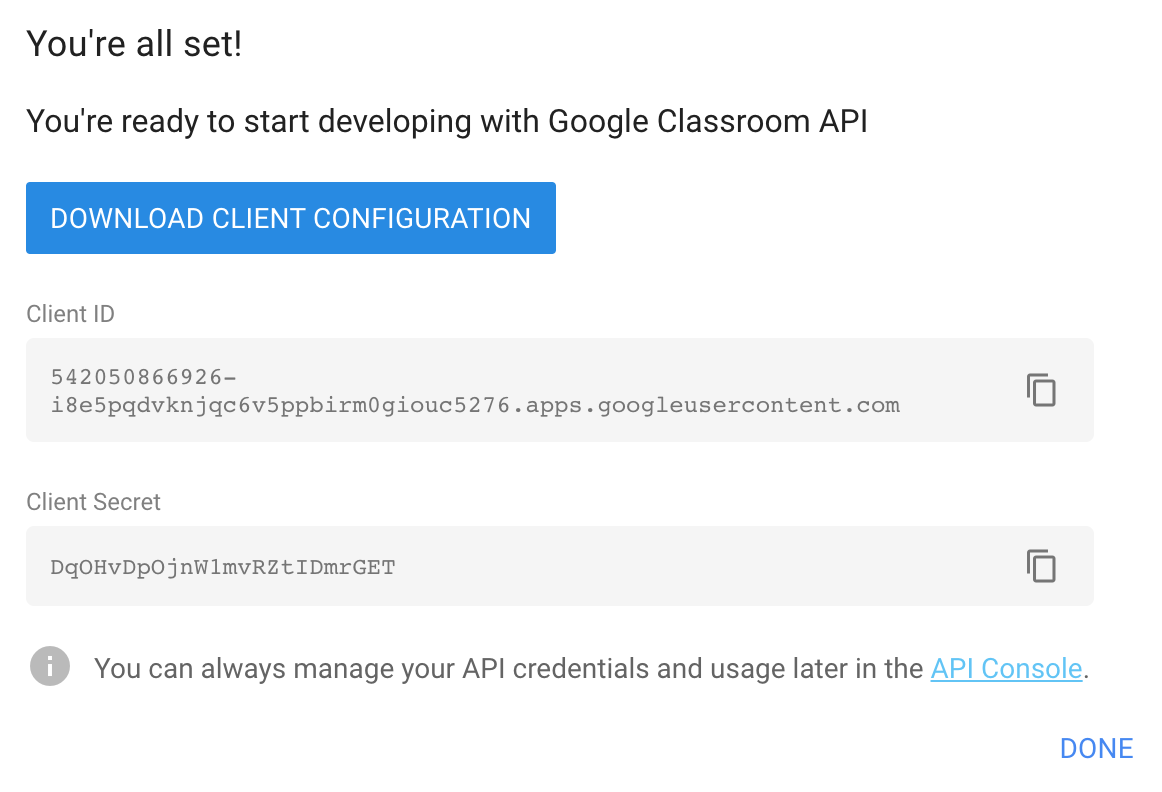 You're all set!
You're ready to start developing with Google Classroom API
DOWNLOAD CLIENT CONFIGURATION
Client ID
542050866926-
i8e5pqdvknjqc6v5ppbirm0giouc5276.apps.googleusercontent.com
Client Secret
DqOHvDpOjnW1mvRZtIDmrGET
You can always manage your API credentials and usage later in the API Console.
DONE